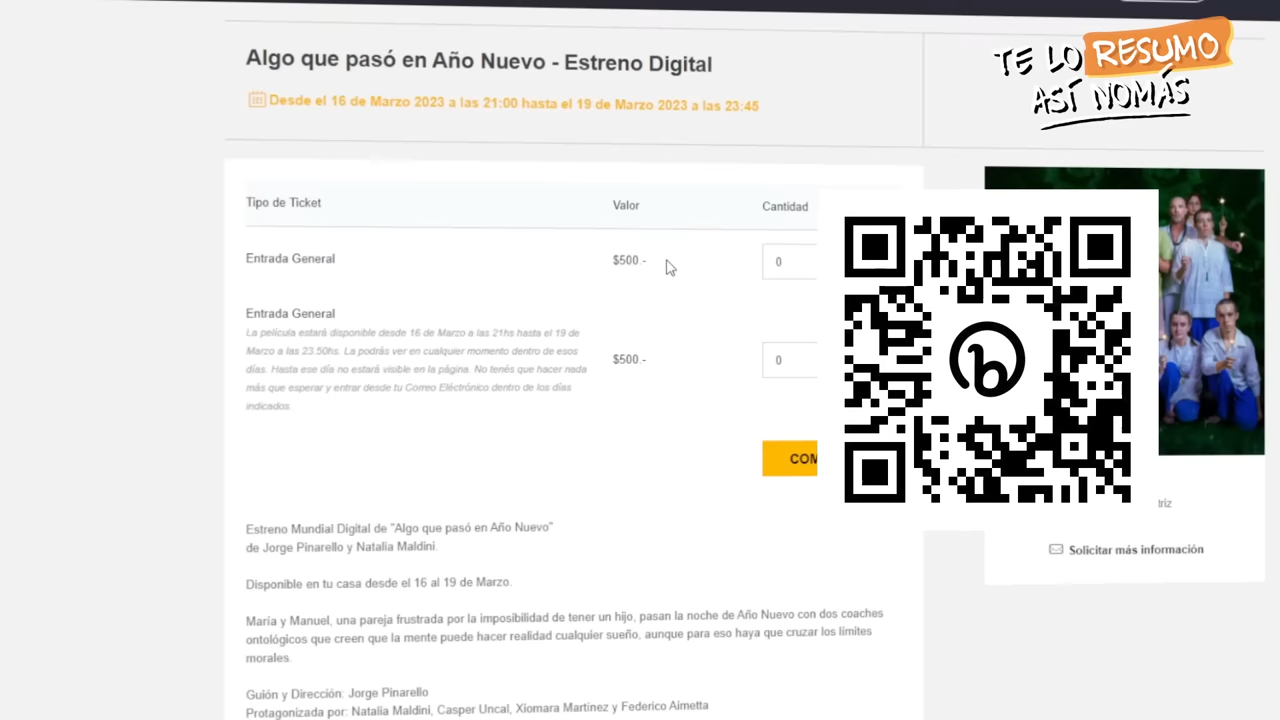 TE LO RESUMO
ASÍ NOMÁS
Algo que pasó en Año Nuevo - Estreno Digital
Desde el 16 de Marzo 2023 a las 21:00 hasta el 19 de Marzo 2023 a las 23:45
Tipo de Ticket Valor Cantidad
Entrada General $500.- 0
Entrada General
La película estará disponible desde 16 de Marzo a las 21hs hasta el 19 de
Marzo a las 23.50hs. La podrás ver en cualquier momento dentro de esos
días. Hasta ese día no estará visible en la página. No tenés que hacer nada
más que esperar y entrar desde tu Correo Eléctrónico dentro de los días
indicados.
$500.- 0
COM
Estreno Mundial Digital de "Algo que pasó en Año Nuevo"
de Jorge Pinarello y Natalia Maldini.
Disponible en tu casa desde el 16 al 19 de Marzo.
María y Manuel, una pareja frustrada por la imposibilidad de tener un hijo, pasan la noche de Año Nuevo con dos coaches
ontológicos que creen que la mente puede hacer realidad cualquier sueño, aunque para eso haya que cruzar los límites
morales.
Guión y Dirección: Jorge Pinarello
Protagonizada por: Natalia Maldini, Casper Uncal, Xiomara Martínez y Federico Aimetta
b
triz
Solicitar más información